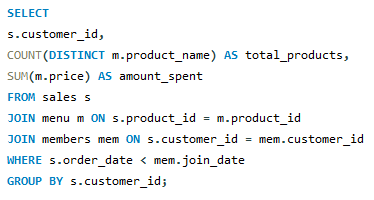 SELECT
s.customer_id,
COUNT(DISTINCT m.product_name) AS total_products,
SUM(m.price) AS amount_spent
FROM sales s
JOIN menu m ON s.product_id = m.product_id
JOIN members mem ON s.customer_id = mem.customer_id
WHERE s.order_date < mem.join_date
GROUP BY s.customer_id;